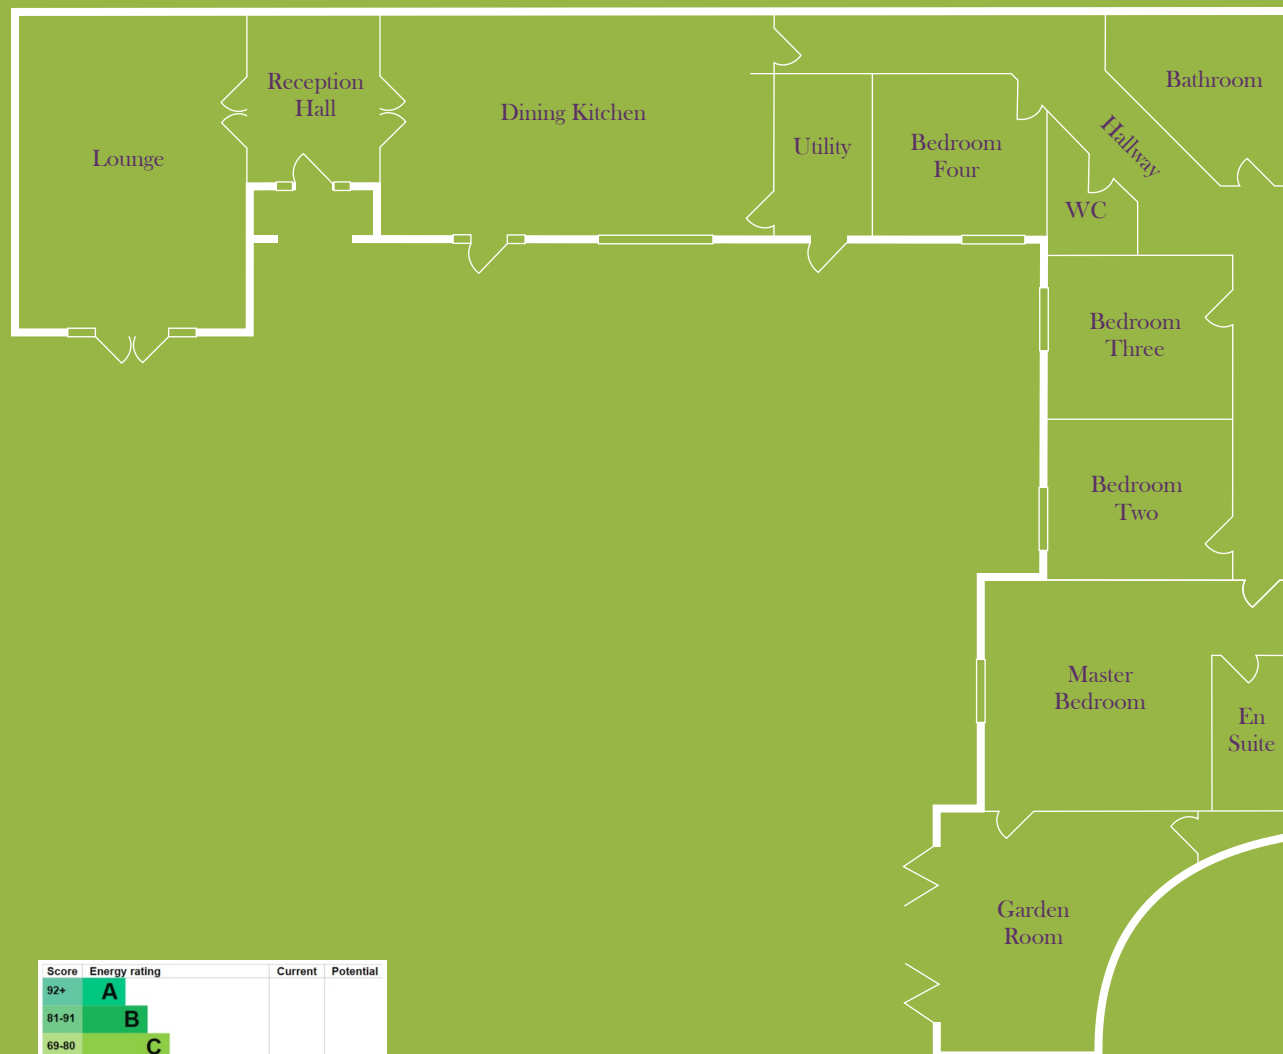 Reception
Hall
Bathroom
Dining Kitchen
Lounge
Utility
Bedroom
Four
Hallway
WC
Bedroom
Three
Bedroom
Two
Master
Bedroom
En
Suite
Garden
Room
Score Energy rating Current Potential
92+ A
81-91 B
69-80 C